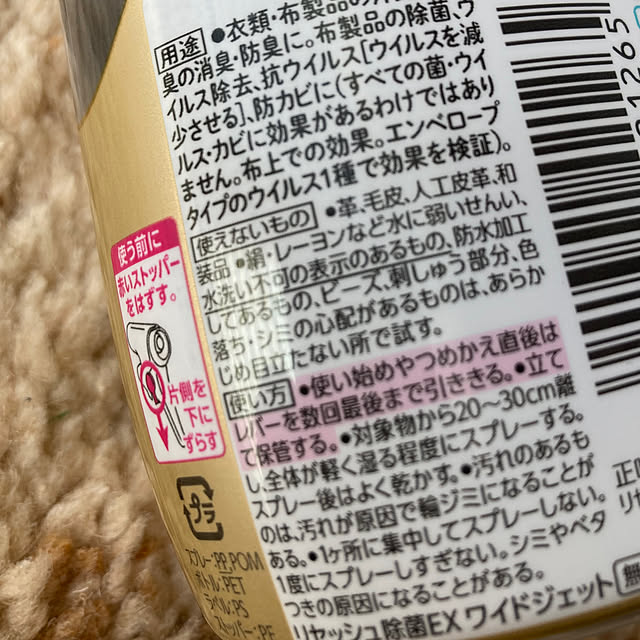 用途
●衣類・布製品の
臭の消臭・防臭に。布製品の除菌、ウ
イルス除去、抗ウイルス[ウイルスを減
少させる]、防カビに(すべての菌・ウイ
ルス・カビに効果があるわけではあり
ません。布上での効果。エンベロープ
タイプのウイルス1種で効果を検証)。
使えないもの ●革、毛皮、人工皮革、和
装品 ●絹・レーヨンなど水に弱いせんい、
水洗い不可の表示のあるもの、防水加工
してあるもの、ビーズ、刺しゅう部分、色
落ち・シミの心配があるものは、あらか
じめ目立たない所で試す。
使い方 ●使い始めやつめかえ直後は
レバーを数回最後まで引ききる。●立て
て保管する。●対象物から20〜30cm離
し、全体が軽く湿る程度にスプレーする。
スプレー後はよく乾かす。●汚れのあるも
のは、汚れが原因で輪ジミになることが
ある。●1ヶ所に集中してスプレーしない。
1度にスプレーしすぎない。シミやベタ
つきの原因になることがある。
リセッシュ除菌EX ワイドジェット
使う前に
赤いストッパー
をはずす。
片側を
下に
ずらす
プラ
スプレー:PP,POM
ボトル:PET
ラベル:PS
ストッパー:PE